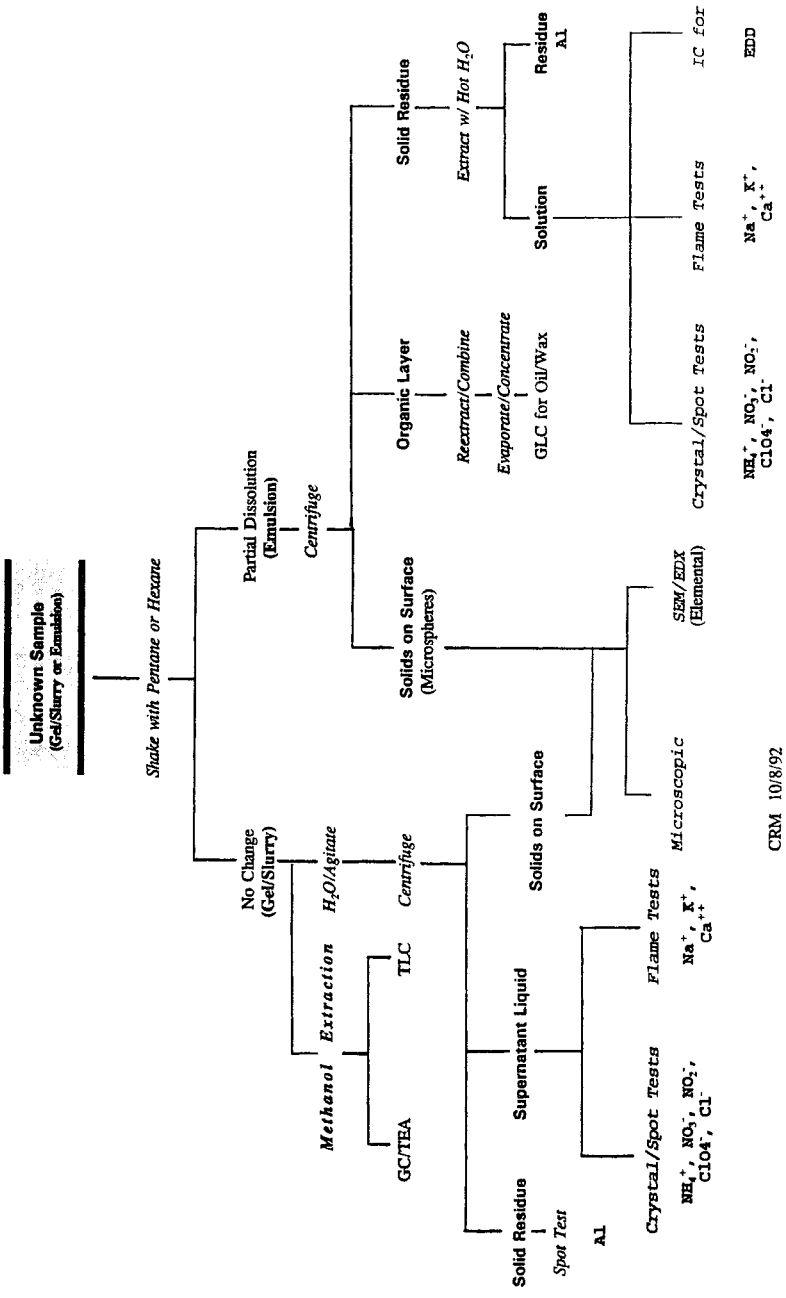 Unknown Sample
(Gel/Slurry or Emulsion)
Shake with Pentane or Hexane
No Change
(Gel/Slurry)
Partial Dissolution
(Emulsion)
Methanol Extraction
H₂O/Agitate
Centrifuge
GC/TEA
TLC
Centrifuge
Solid Residue
Spot Test
Al
Supernatant Liquid
Crystal/Spot Tests
NH₄⁺, NO₃⁻, NO₂⁻,
ClO4⁻, Cl⁻
Flame Tests
Na⁺, K⁺,
Ca⁺⁺
Solids on Surface
Solids on Surface
(Microspheres)
Microscopic
SEM/EDX
(Elemental)
Organic Layer
Reextract/Combine
Evaporate/Concentrate
GLC for Oil/Wax
Solid Residue
Extract w/ Hot H₂O
Solution
Residue
Al
Crystal/Spot Tests
NH₄⁺, NO₃⁻, NO₂⁻,
ClO4⁻, Cl⁻
Flame Tests
Na⁺, K⁺,
Ca⁺⁺
IC for
EDD
CRM 10/8/92